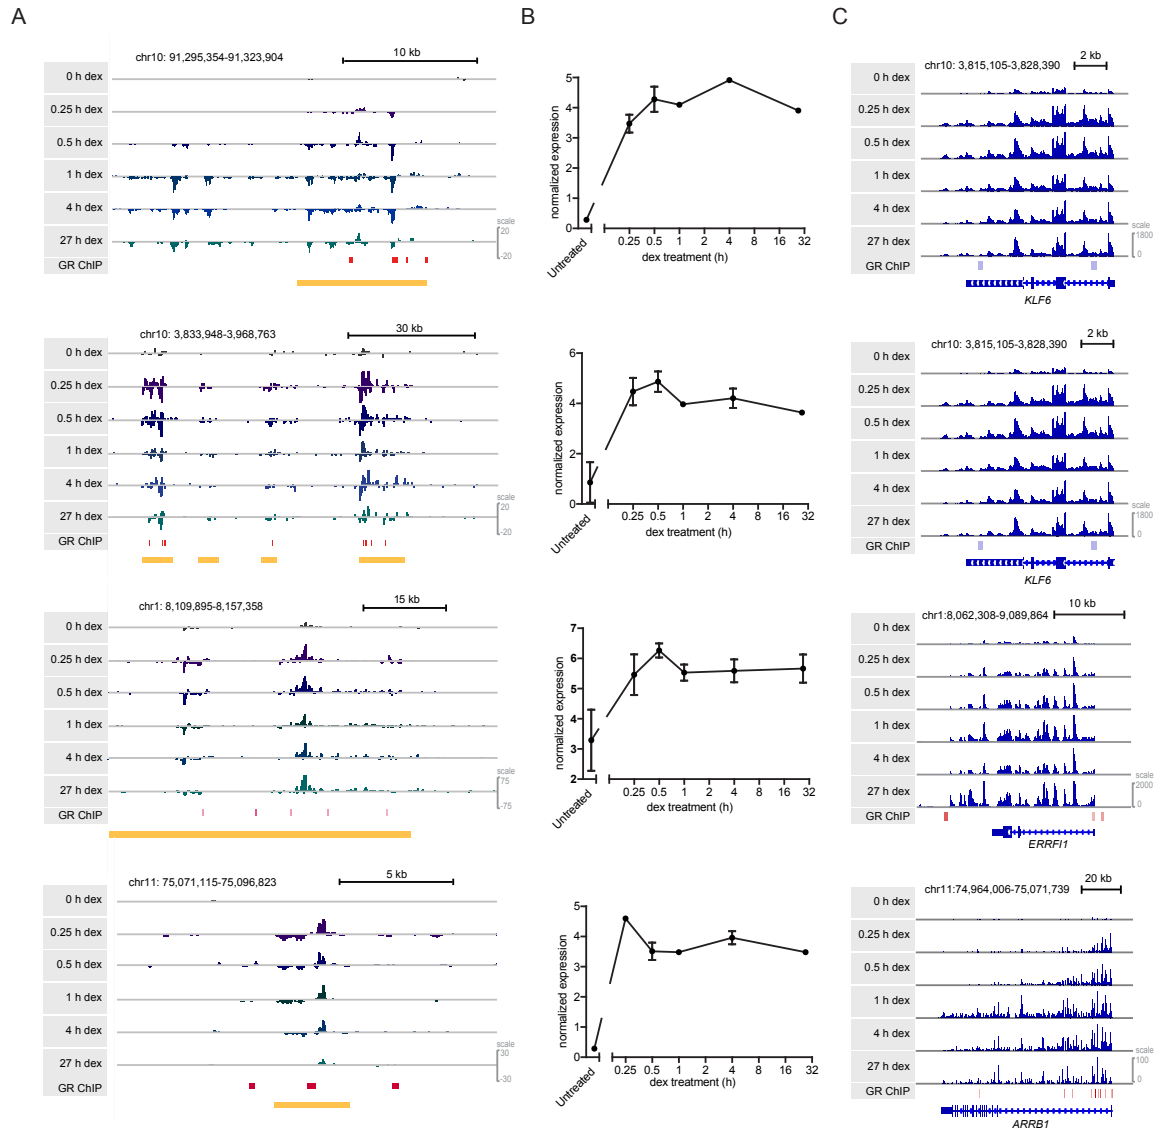 A
B
C
chr10: 91,295,354-91,323,904
10 kb
0 h dex
0.25 h dex
0.5 h dex
1 h dex
4 h dex
27 h dex
GR ChIP
scale
20
-20
normalized expression
5
4
3
2
1
0
Untreated
0.25 0.5 1 2 4 8 16 32
dex treatment (h)
chr10: 3,815,105-3,828,390
2 kb
0 h dex
0.25 h dex
0.5 h dex
1 h dex
4 h dex
27 h dex
GR ChIP
scale
1800
0
KLF6
chr10: 3,833,948-3,968,763
30 kb
0 h dex
0.25 h dex
0.5 h dex
1 h dex
4 h dex
27 h dex
GR ChIP
scale
20
-20
normalized expression
6
4
2
0
Untreated
0.25 0.5 1 2 4 8 16 32
dex treatment (h)
chr10: 3,815,105-3,828,390
2 kb
0 h dex
0.25 h dex
0.5 h dex
1 h dex
4 h dex
27 h dex
GR ChIP
scale
1800
0
KLF6
chr1: 8,109,895-8,157,358
15 kb
0 h dex
0.25 h dex
0.5 h dex
1 h dex
4 h dex
27 h dex
GR ChIP
scale
75
-75
normalized expression
7
6
5
4
3
2
Untreated
0.25 0.5 1 2 4 8 16 32
dex treatment (h)
chr1:8,062,308-9,089,864
10 kb
0 h dex
0.25 h dex
0.5 h dex
1 h dex
4 h dex
27 h dex
GR ChIP
scale
2000
0
ERRFI1
chr11: 75,071,115-75,096,823
5 kb
0 h dex
0.25 h dex
0.5 h dex
1 h dex
4 h dex
27 h dex
GR ChIP
scale
30
-30
normalized expression
5
4
3
2
1
0
Untreated
0.25 0.5 1 2 4 8 16 32
dex treatment (h)
chr11:74,964,006-75,071,739
20 kb
0 h dex
0.25 h dex
0.5 h dex
1 h dex
4 h dex
27 h dex
GR ChIP
scale
100
0
ARRB1